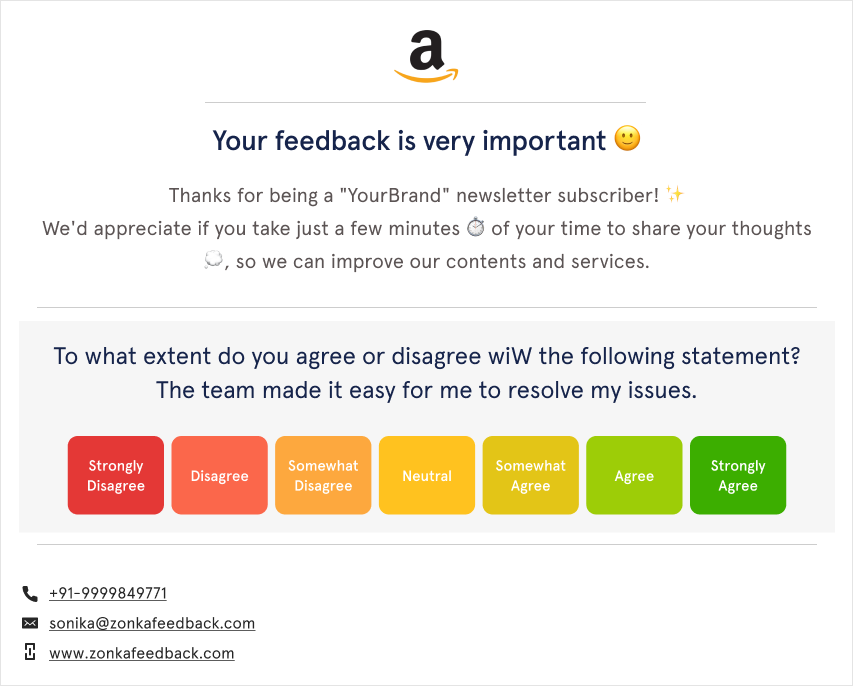 a
Your feedback is very important 🙂
Thanks for being a "YourBrand" newsletter subscriber! ✨
We'd appreciate if you take just a few minutes ⏱️ of your time to share your thoughts
💭, so we can improve our contents and services.
To what extent do you agree or disagree wiW the following statement?
The team made it easy for me to resolve my issues.
Strongly
Disagree
Disagree
Somewhat
Disagree
Neutral
Somewhat
Agree
Agree
Strongly
Agree
+91-9999849771
sonika@zonkafeedback.com
www.zonkafeedback.com